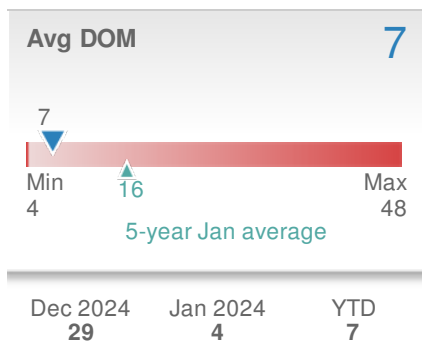 Avg DOM 7
7
Min Max
4 16 48
5-year Jan average
Dec 2024 Jan 2024 YTD
29 4 7